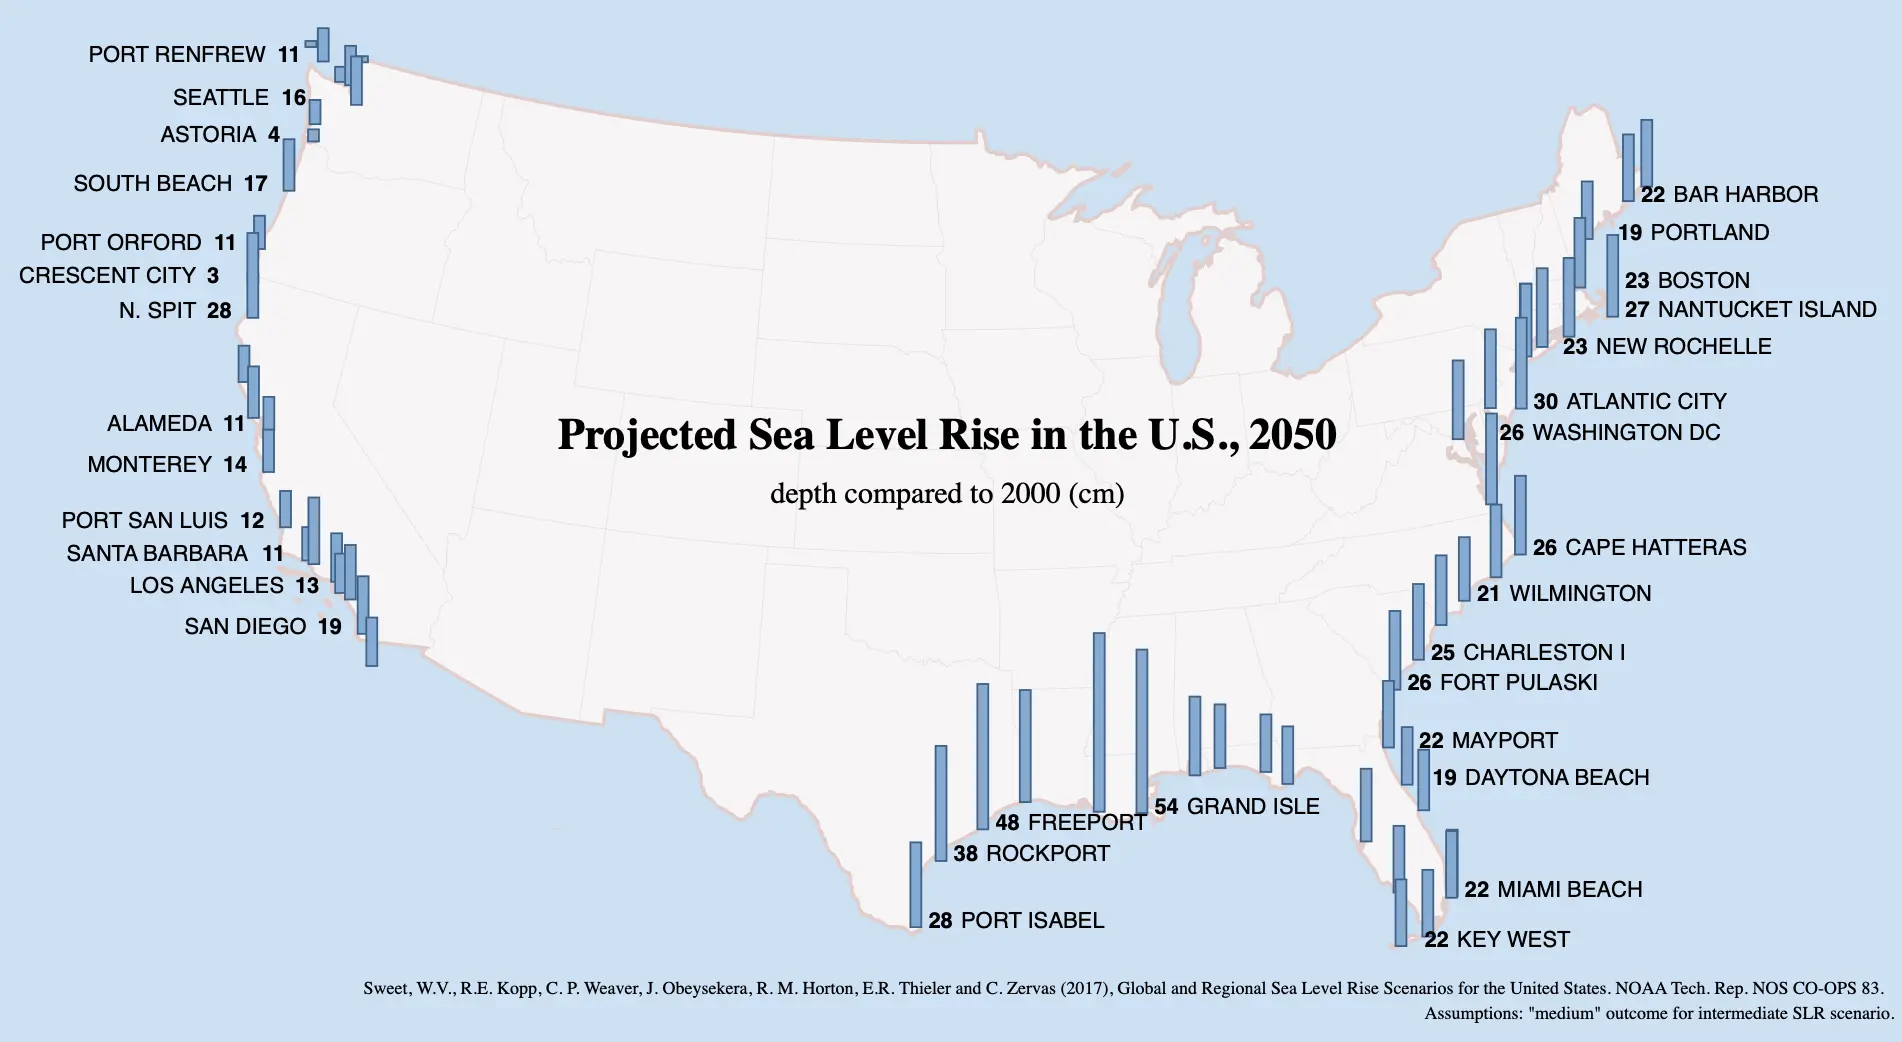 PORT RENFREW 11
SEATTLE 16
ASTORIA 4
SOUTH BEACH 17
PORT ORFORD 11
CRESCENT CITY 3
N. SPIT 28
ALAMEDA 11
MONTEREY 14
PORT SAN LUIS 12
SANTA BARBARA 11
LOS ANGELES 13
SAN DIEGO 19
Projected Sea Level Rise in the U.S., 2050
depth compared to 2000 (cm)
22 BAR HARBOR
19 PORTLAND
23 BOSTON
27 NANTUCKET ISLAND
23 NEW ROCHELLE
30 ATLANTIC CITY
26 WASHINGTON DC
26 CAPE HATTERAS
21 WILMINGTON
25 CHARLESTON I
26 FORT PULASKI
22 MAYPORT
19 DAYTONA BEACH
54 GRAND ISLE
48 FREEPORT
38 ROCKPORT
22 MIAMI BEACH
28 PORT ISABEL
22 KEY WEST
Sweet, W.V., R.E. Kopp, C. P. Weaver, J. Obeysekera, R. M. Horton, E.R. Thieler and C. Zervas (2017), Global and Regional Sea Level Rise Scenarios for the United States. NOAA Tech. Rep. NOS CO-OPS 83.
Assumptions: "medium" outcome for intermediate SLR scenario.